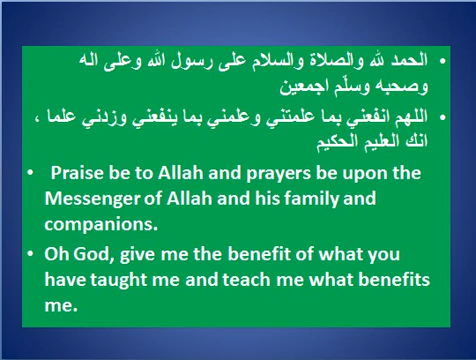 • الحمد لله والصلاة والسلام على رسول الله وعلى اله
وصحبه وسلّم اجمعين
• اللهم انفعني بما علمتني وعلمني بما ينفعني وزدني علما ،
انك العليم الحكيم
• Praise be to Allah and prayers be upon the
Messenger of Allah and his family and
companions.
• Oh God, give me the benefit of what you
have taught me and teach me what benefits
me.